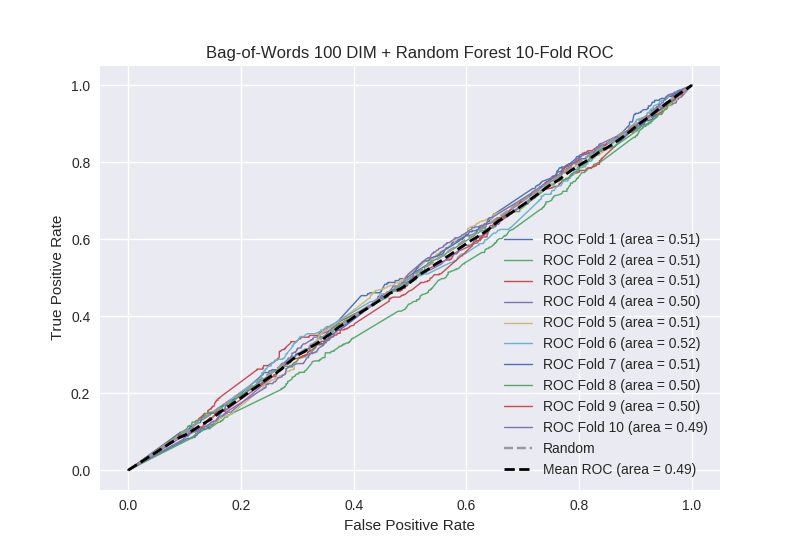 Bag-of-Words 100 DIM + Random Forest 10-Fold ROC
True Positive Rate
1.0
0.8
0.6
0.4
0.2
0.0
ROC Fold 1 (area = 0.51)
ROC Fold 2 (area = 0.51)
ROC Fold 3 (area = 0.51)
ROC Fold 4 (area = 0.50)
ROC Fold 5 (area = 0.51)
ROC Fold 6 (area = 0.52)
ROC Fold 7 (area = 0.51)
ROC Fold 8 (area = 0.50)
ROC Fold 9 (area = 0.50)
ROC Fold 10 (area = 0.49)
Random
Mean ROC (area = 0.49)
0.0 0.2 0.4 0.6 0.8 1.0
False Positive Rate